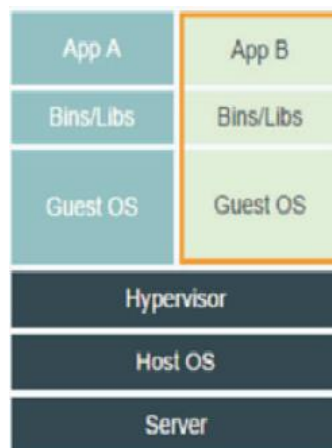 App A App B
Bins/Libs Bins/Libs
Guest OS Guest OS
Hypervisor
Host OS
Server